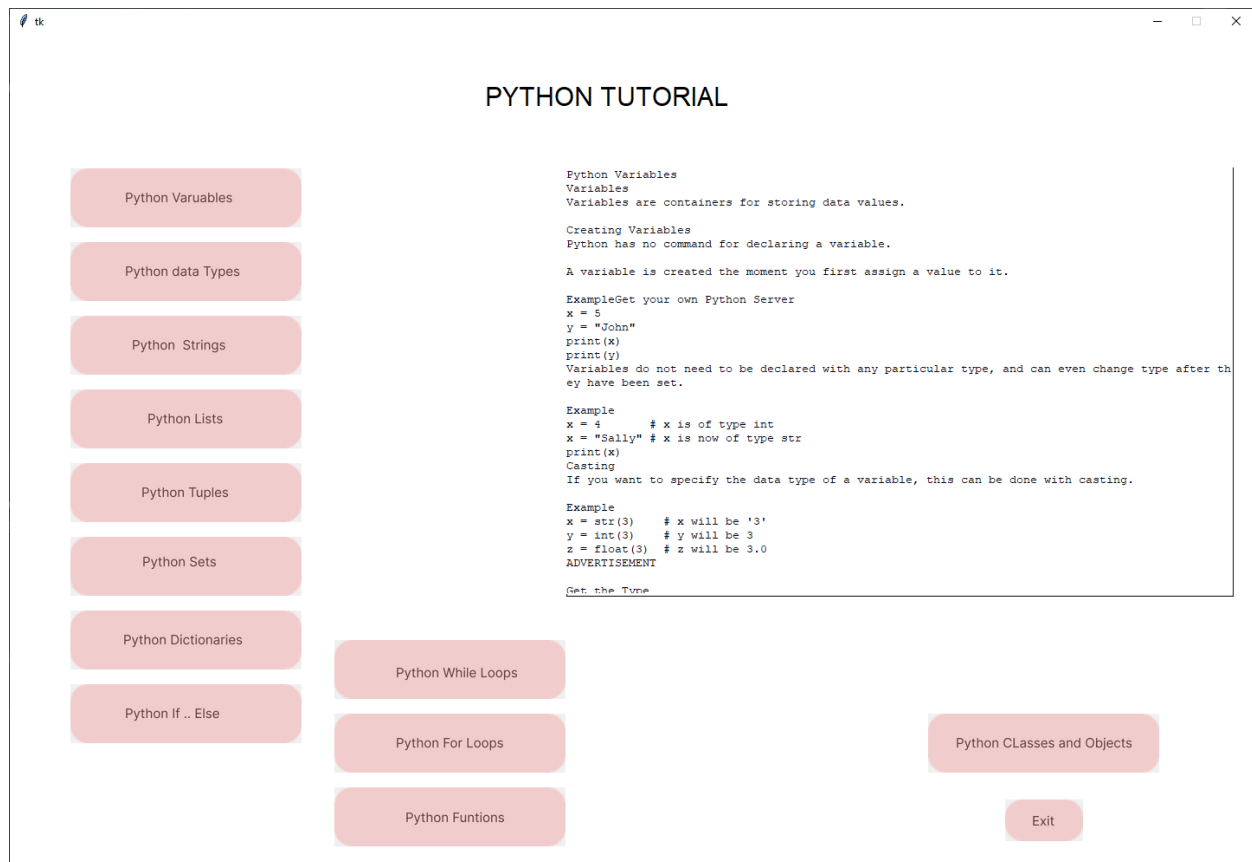 tk
PYTHON TUTORIAL
Python Varuables
Python data Types
Python  Strings
Python Lists
Python Tuples
Python Sets
Python Dictionaries
Python If .. Else
Python Variables
Variables
Variables are containers for storing data values.
Creating Variables
Python has no command for declaring a variable.
A variable is created the moment you first assign a value to it.
ExampleGet your own Python Server
x = 5
y = "John"
print(x)
print(y)
Variables do not need to be declared with any particular type, and can even change type after th
ey have been set.
Example
x = 4       # x is of type int
x = "Sally" # x is now of type str
print(x)
Casting
If you want to specify the data type of a variable, this can be done with casting.
Example
x = str(3)    # x will be '3'
y = int(3)    # y will be 3
z = float(3)  # z will be 3.0
ADVERTISEMENT
Get the Type
Python While Loops
Python For Loops
Python Funtions
Python CLasses and Objects
Exit